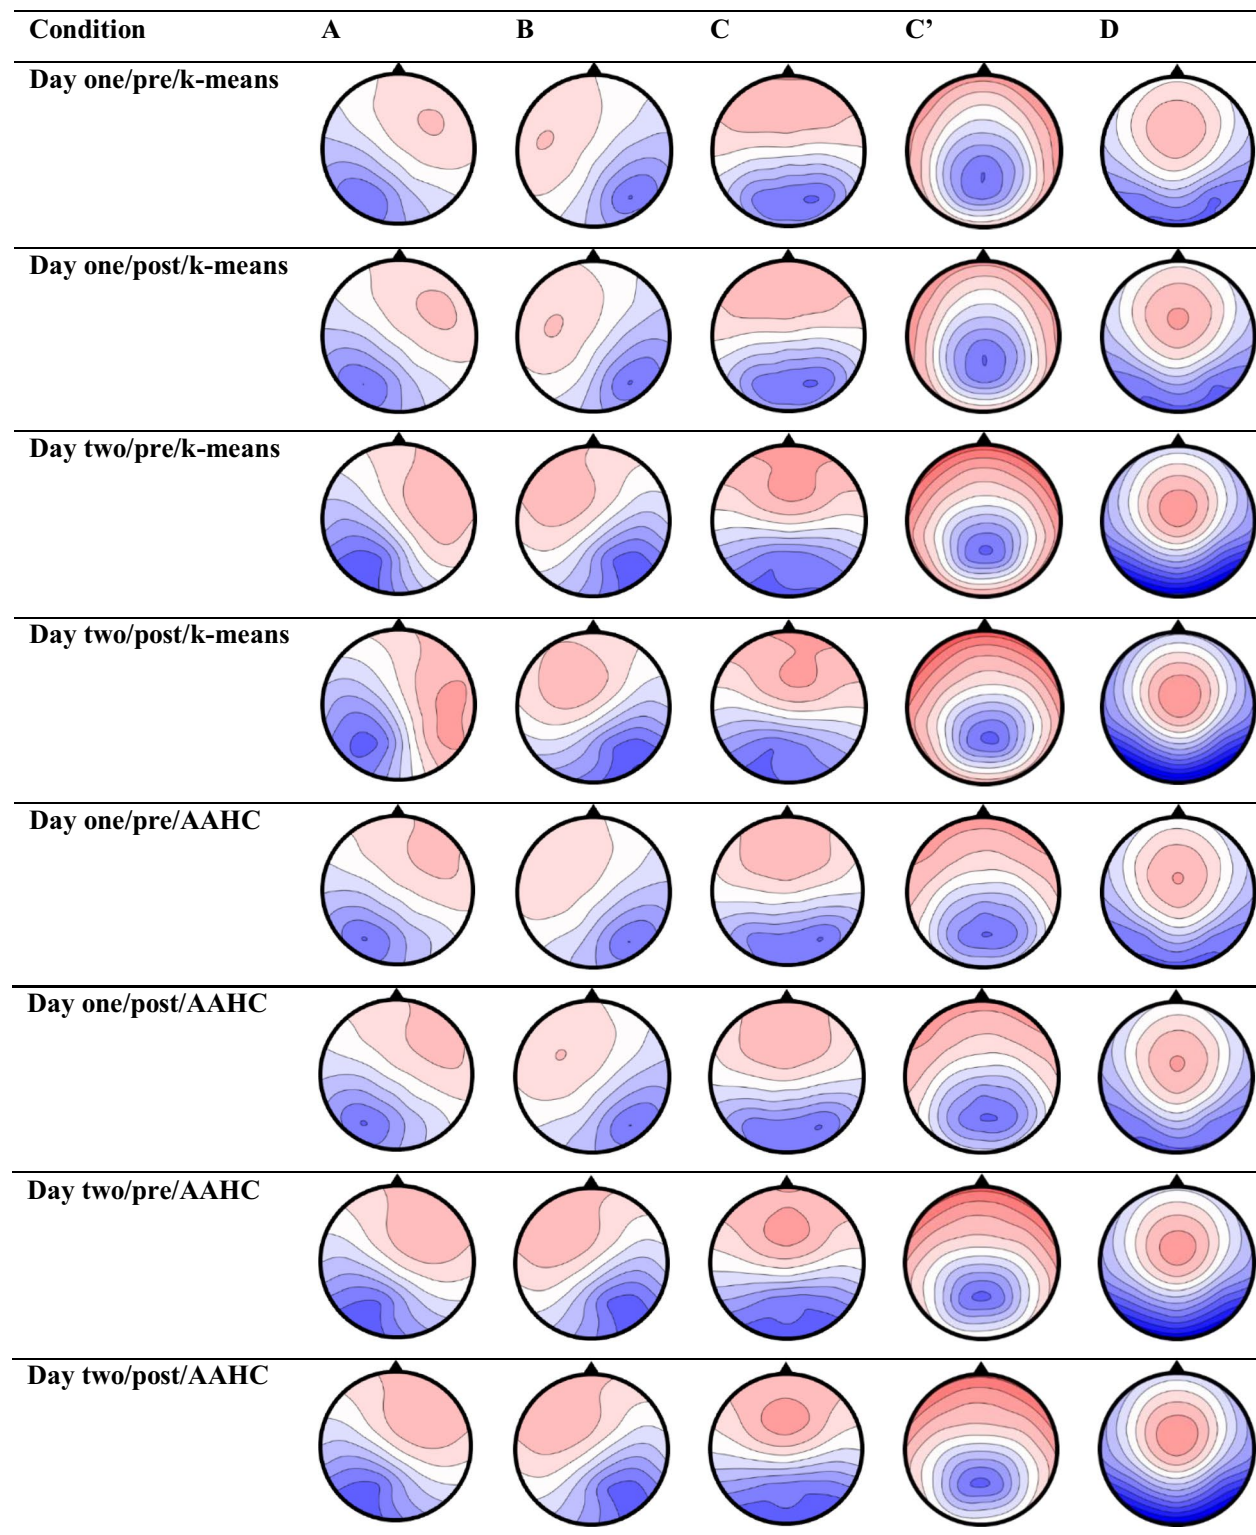 Condition A B C C’ D
Day one/pre/k-means
Day one/post/k-means
Day two/pre/k-means
Day two/post/k-means
Day one/pre/AAHC
Day one/post/AAHC
Day two/pre/AAHC
Day two/post/AAHC